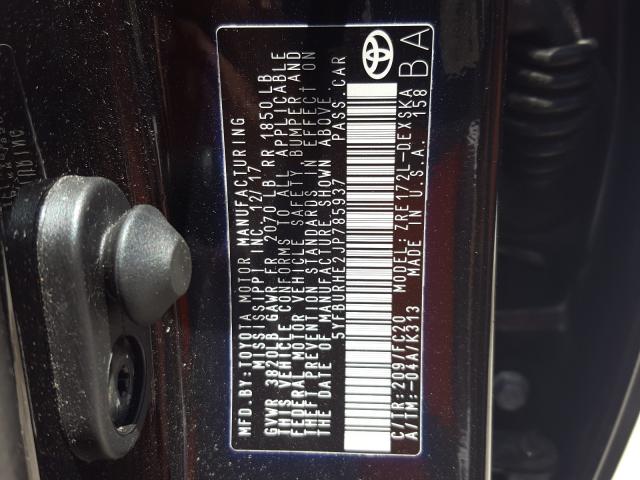 MFD.BY:TOYOTA MOTOR MANUFACTURING
MISSISSIPPI INC. 12/17
GVWR 3820LB GAWR FR 2070 LB, RR 1850 LB
THIS VEHICLE CONFORMS TO ALL APPLICABLE
FEDERAL MOTOR VEHICLE SAFETY, BUMPER AND
THEFT PREVENTION STANDARDS IN EFFECT ON
THE DATE OF MANUFACTURE SHOWN ABOVE.
5YFBURHE2JP785937 PASS.CAR
C/TR:209/FC20 MODEL:ZRE172L-DEXSKA
A/TM:-04A/K313 MADE IN U.S.A. 158
BA